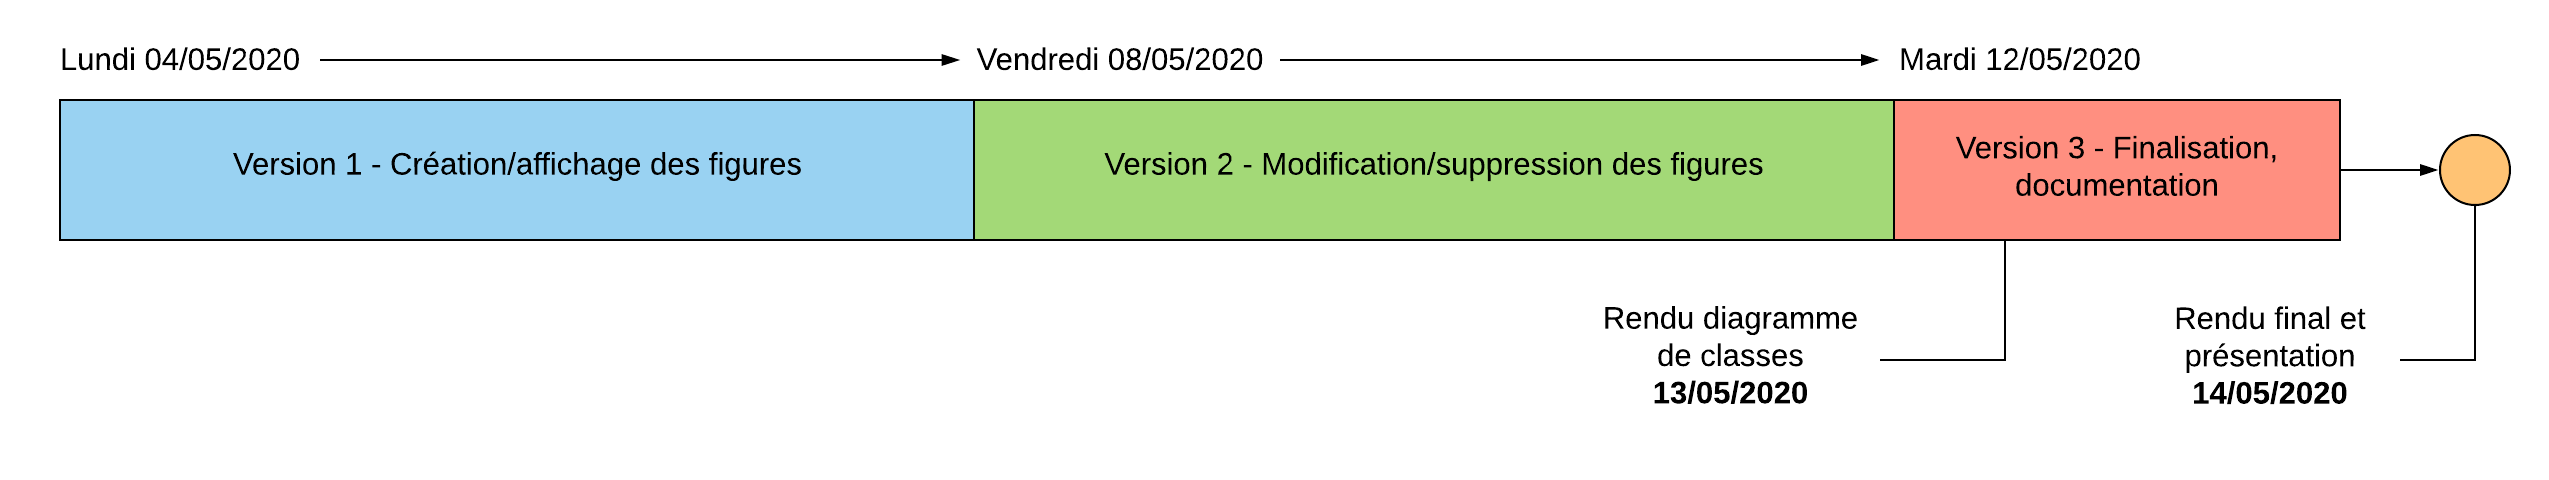 Lundi 04/05/2020
Vendredi 08/05/2020
Mardi 12/05/2020
Version 1 - Création/affichage des figures
Version 2 - Modification/suppression des figures
Version 3 - Finalisation,
documentation
Rendu diagramme
de classes
13/05/2020
Rendu final et
présentation
14/05/2020